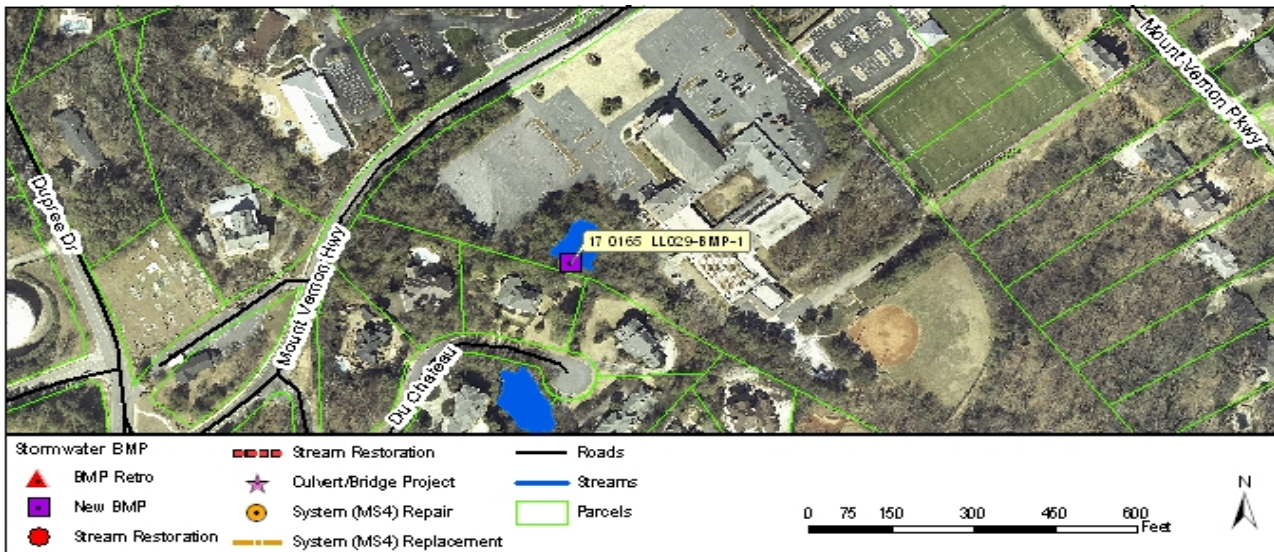 Mount Vernon Pkwy
Dupree Dr
Mount Vernon Hwy
17 0165 LL029-BMP-1
Du Chateau
Stormwater BMP
BMP Retro
New BMP
Stream Restoration
Stream Restoration
Culvert/Bridge Project
System (MS4) Repair
System (MS4) Replacement
Roads
Streams
Parcels
0 75 150 300 450 600
Feet
N